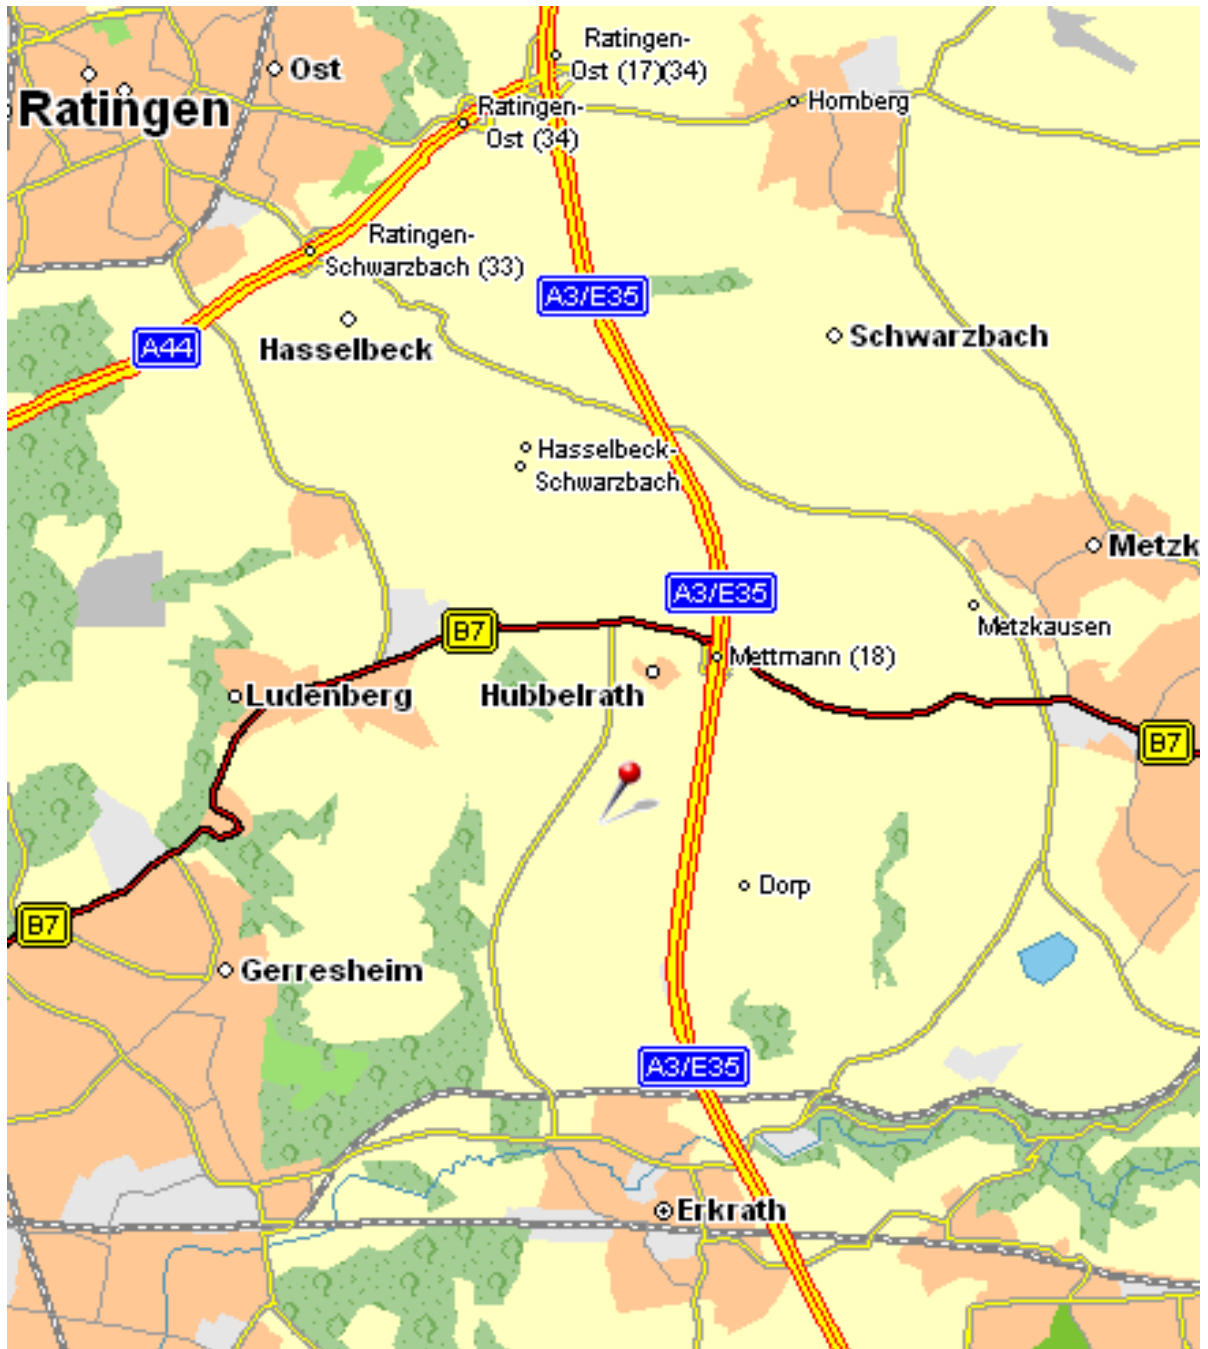 Ratingen-
Ost (17)(34)
Ost
Ratingen
Ratingen-
Ost (34)
Homberg
Ratingen-
Schwarzbach (33)
A3/E35
A44
Hasselbeck
Schwarzbach
Hasselbeck-
Schwarzbach
Metzk
A3/E35
Metzkausen
B7
Mettmann (18)
Ludenberg
Hubbelrath
B7
Dorp
B7
Gerresheim
A3/E35
Erkrath